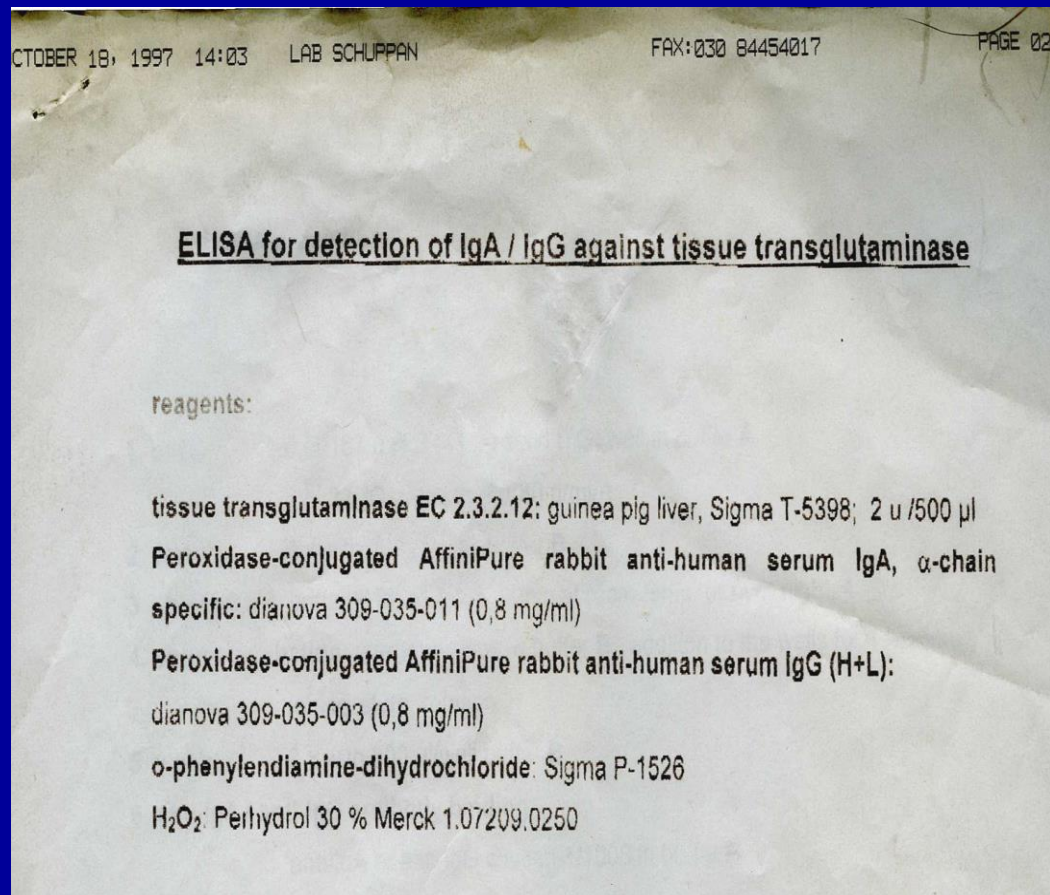 CTOBER 18, 1997 14:03 LAB SCHUPPAN FAX:030 84454017 PAGE 02
ELISA for detection of IgA / IgG against tissue transglutaminase
reagents:
tissue transglutaminase EC 2.3.2.12: guinea pig liver, Sigma T-5398; 2 u /500 µl
Peroxidase-conjugated AffiniPure rabbit anti-human serum IgA, α-chain
specific: dianova 309-035-011 (0,8 mg/ml)
Peroxidase-conjugated AffiniPure rabbit anti-human serum IgG (H+L):
dianova 309-035-003 (0,8 mg/ml)
o-phenylendiamine-dihydrochloride: Sigma P-1526
H₂O₂: Perhydrol 30 % Merck 1.07209.0250